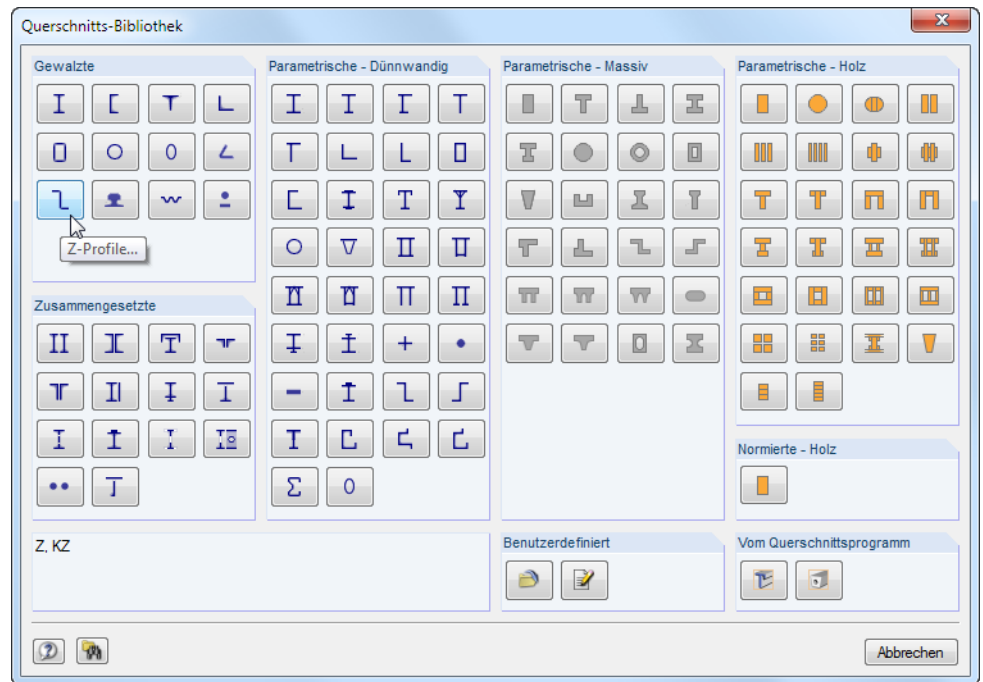 Querschnitts-Bibliothek
Gewalzte
Parametrische - Dünnwandig
Parametrische - Massiv
Parametrische - Holz
Z-Profile...
Zusammengesetzte
Normierte - Holz
Z, KZ
Benutzerdefiniert
Vom Querschnittsprogramm
Abbrechen